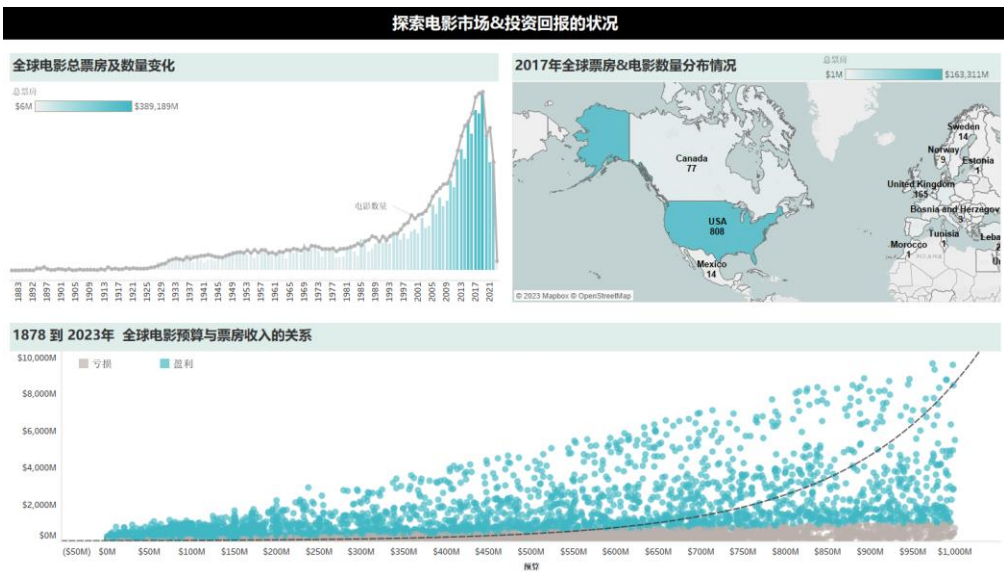 探索电影市场&投资回报的状况
全球电影总票房及数量变化
总票房
$6M $389,189M
电影数量
1883 1892 1897 1901 1905 1909 1913 1917 1921 1925 1929 1933 1937 1941 1945 1949 1953 1957 1961 1965 1969 1973 1977 1981 1985 1989 1993 1997 2001 2005 2009 2013 2017 2021
2017年全球票房&电影数量分布情况
总票房
$1M $163,311M
Sweden
14
Norway
9
Estonia
1
Canada
77
United Kingdom
165
Bosnia and Herzegov
3
USA
808
Tunisia
1
Leba
2
Morocco
1
Mexico
14
© 2023 Mapbox © OpenStreetMap
1878 到 2023年 全球电影预算与票房收入的关系
亏损 盈利
$10,000M
$8,000M
$6,000M
$4,000M
$2,000M
$0M
($50M) $0M $50M $100M $150M $200M $250M $300M $350M $400M $450M $500M $550M $600M $650M $700M $750M $800M $850M $900M $950M $1,000M
预算